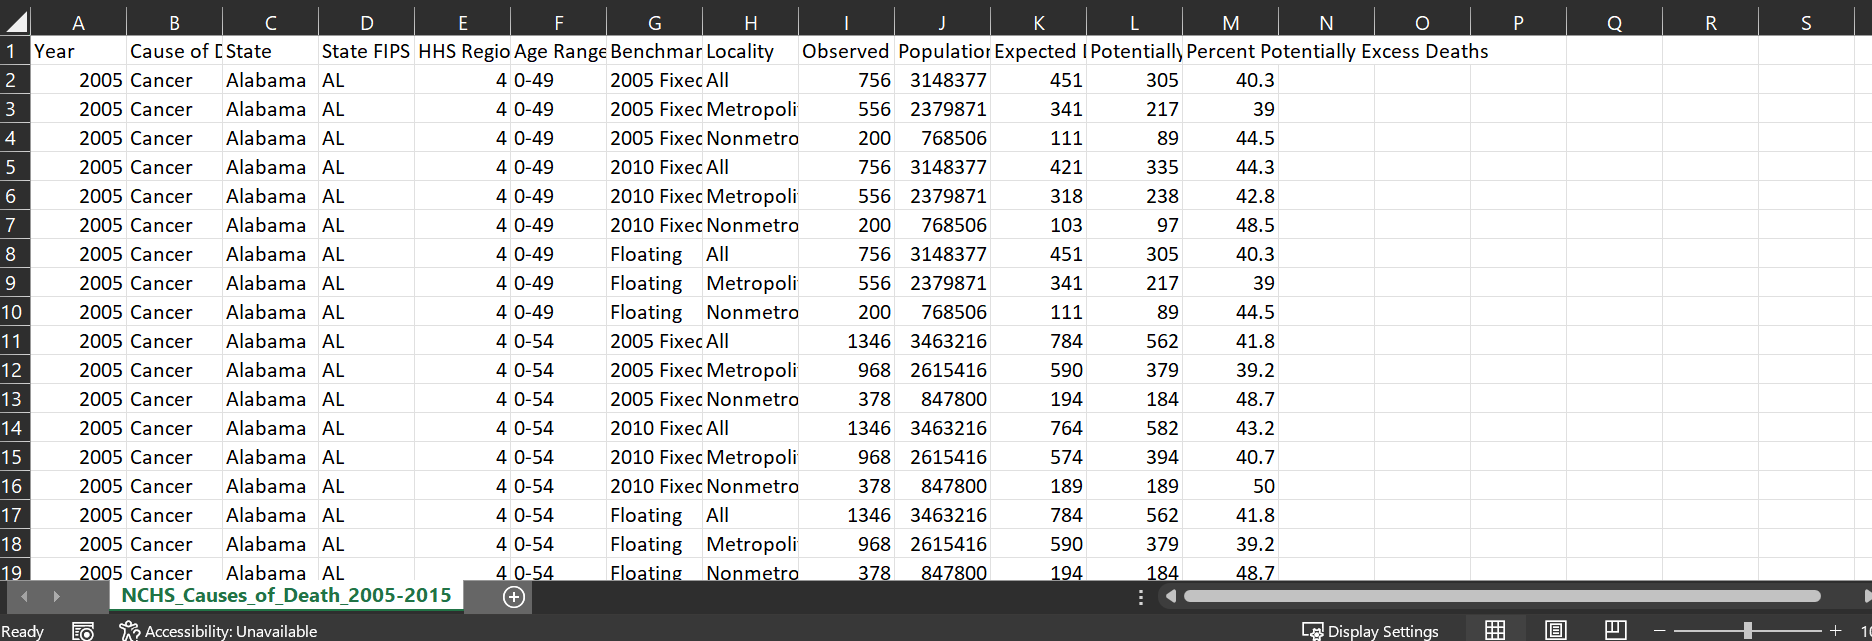 A B C D E F G H I J K L M N O P Q R S
1 Year Cause of D State State FIPS HHS Regio Age Range Benchmar Locality Observed Population Expected Potentially Percent Potentially Excess Deaths
2 2005 Cancer Alabama AL 4 0-49 2005 Fixed All 756 3148377 451 305 40.3
3 2005 Cancer Alabama AL 4 0-49 2005 Fixed Metropoli 556 2379871 341 217 39
4 2005 Cancer Alabama AL 4 0-49 2005 Fixed Nonmetro 200 768506 111 89 44.5
5 2005 Cancer Alabama AL 4 0-49 2010 Fixed All 756 3148377 421 335 44.3
6 2005 Cancer Alabama AL 4 0-49 2010 Fixed Metropoli 556 2379871 318 238 42.8
7 2005 Cancer Alabama AL 4 0-49 2010 Fixed Nonmetro 200 768506 103 97 48.5
8 2005 Cancer Alabama AL 4 0-49 Floating All 756 3148377 451 305 40.3
9 2005 Cancer Alabama AL 4 0-49 Floating Metropoli 556 2379871 341 217 39
10 2005 Cancer Alabama AL 4 0-49 Floating Nonmetro 200 768506 111 89 44.5
11 2005 Cancer Alabama AL 4 0-54 2005 Fixed All 1346 3463216 784 562 41.8
12 2005 Cancer Alabama AL 4 0-54 2005 Fixed Metropoli 968 2615416 590 379 39.2
13 2005 Cancer Alabama AL 4 0-54 2005 Fixed Nonmetro 378 847800 194 184 48.7
14 2005 Cancer Alabama AL 4 0-54 2010 Fixed All 1346 3463216 764 582 43.2
15 2005 Cancer Alabama AL 4 0-54 2010 Fixed Metropoli 968 2615416 574 394 40.7
16 2005 Cancer Alabama AL 4 0-54 2010 Fixed Nonmetro 378 847800 189 189 50
17 2005 Cancer Alabama AL 4 0-54 Floating All 1346 3463216 784 562 41.8
18 2005 Cancer Alabama AL 4 0-54 Floating Metropoli 968 2615416 590 379 39.2
19 2005 Cancer Alabama AL 4 0-54 Floating Nonmetro 378 847800 194 184 48.7
NCHS_Causes_of_Death_2005-2015
Ready Accessibility: Unavailable Display Settings